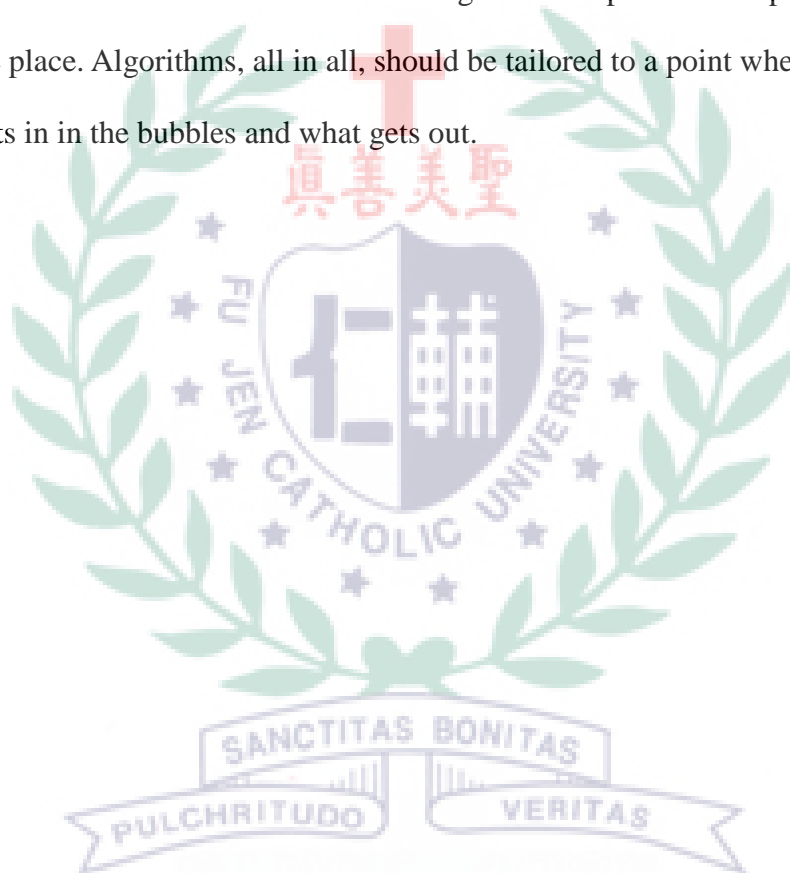 place. Algorithms, all in all, should be tailored to a point whe
ts in in the bubbles and what gets out.
眞善美聖
FU JEN CATHOLIC UNIVERSITY
仁輔
SANCTITAS BONITAS
PULCHRITUDO VERITAS